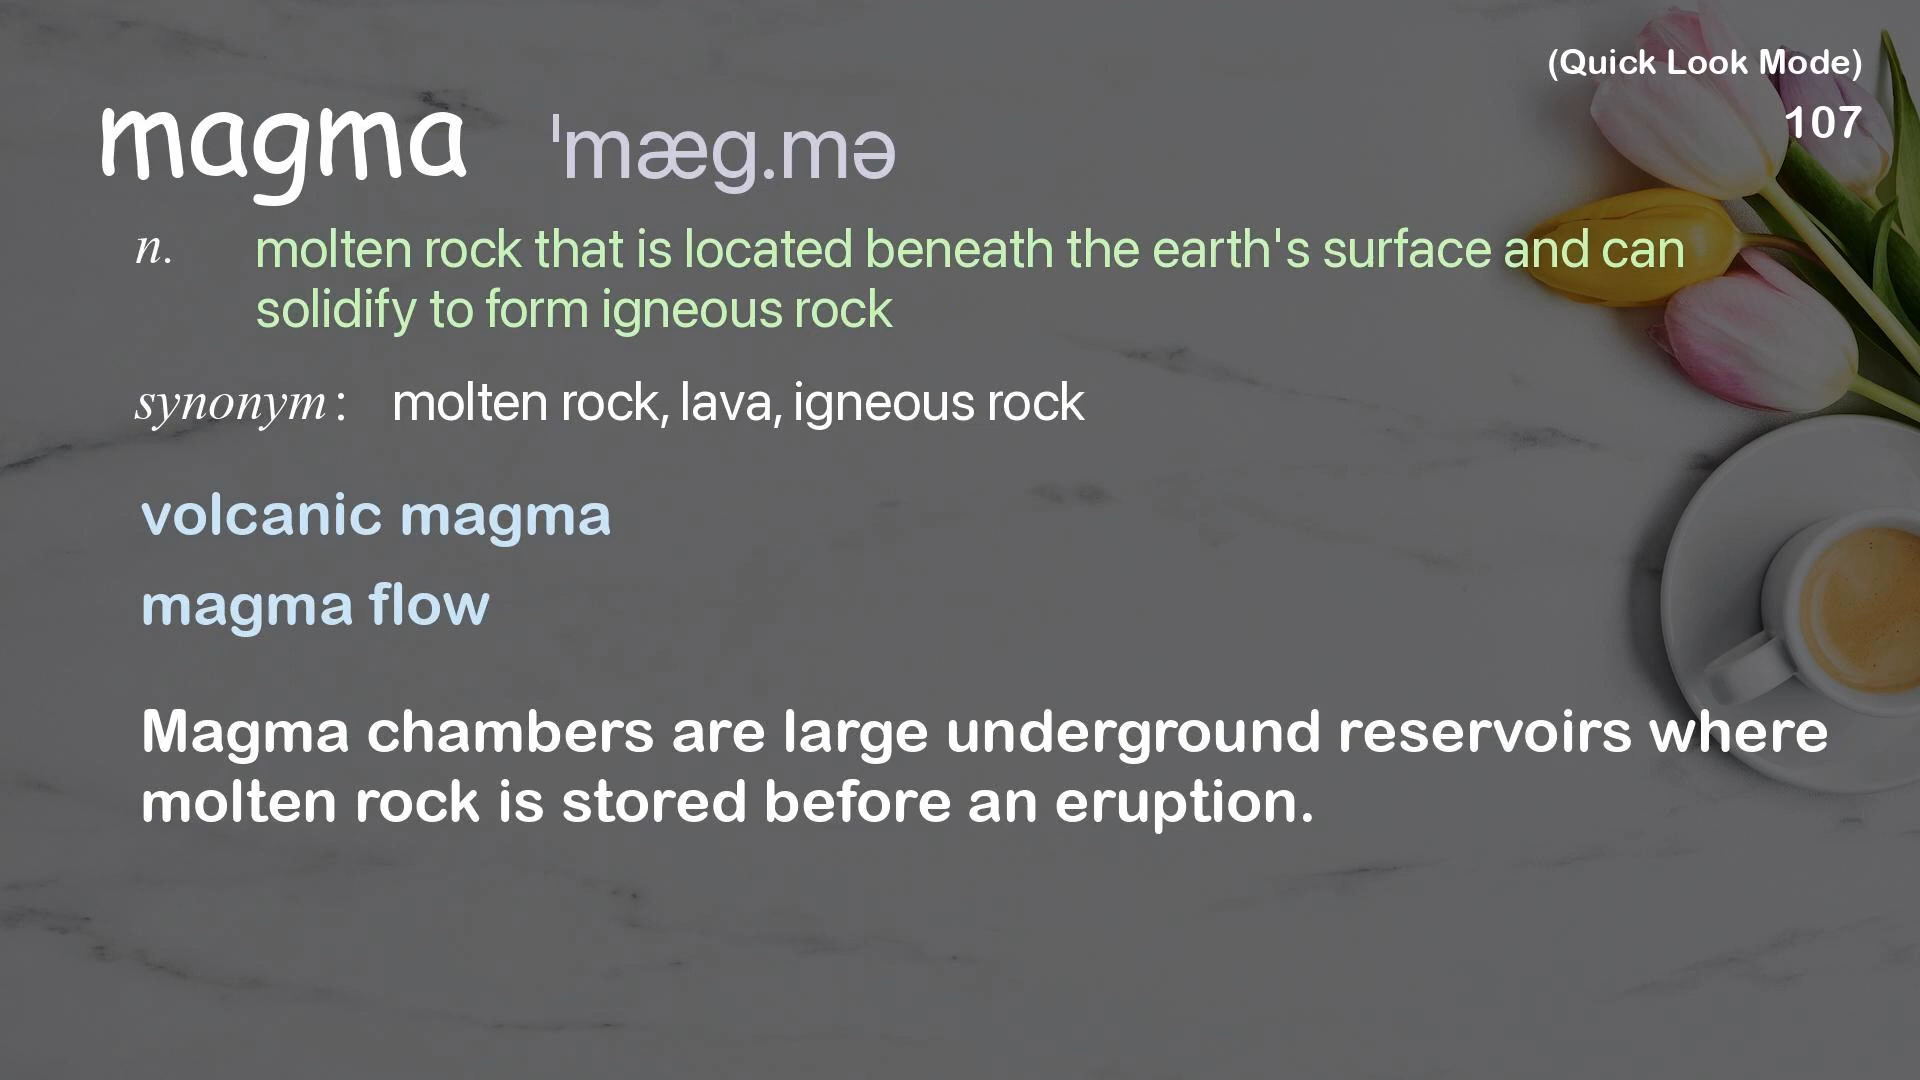 (Quick Look Mode)
107
magma ˈmæg.mə
n. molten rock that is located beneath the earth's surface and can
solidify to form igneous rock
synonym : molten rock, lava, igneous rock
volcanic magma
magma flow
Magma chambers are large underground reservoirs where
molten rock is stored before an eruption.